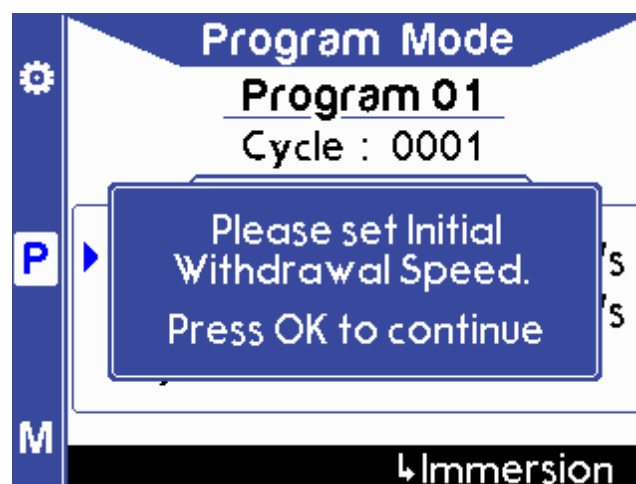 Program Mode
Program 01
Cycle : 0001
Please set Initial
Withdrawal Speed.
Press OK to continue
's
's
P
M
↳Immersion